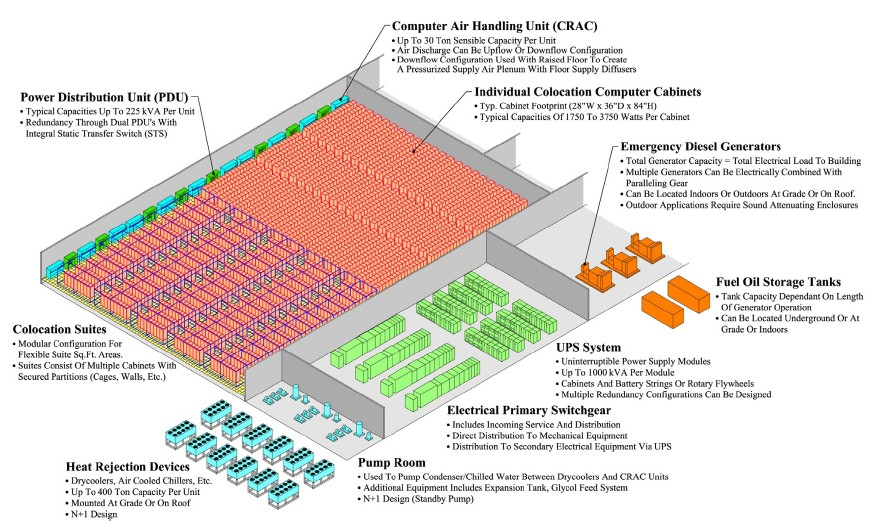 Computer Air Handling Unit (CRAC)
• Up To 30 Ton Sensible Capacity Per Unit
• Air Discharge Can Be Upflow Or Downflow Configuration
• Downflow Configuration Used With Raised Floor To Create
A Pressurized Supply Air Plenum With Floor Supply Diffusers
Power Distribution Unit (PDU)
• Typical Capacities Up To 225 kVA Per Unit
• Redundancy Through Dual PDU's With
Integral Static Transfer Switch (STS)
Individual Colocation Computer Cabinets
• Typ. Cabinet Footprint (28"W x 36"D x 84"H)
• Typical Capacities Of 1750 To 3750 Watts Per Cabinet
Emergency Diesel Generators
• Total Generator Capacity = Total Electrical Load To Building
• Multiple Generators Can Be Electrically Combined With
Paralleling Gear
• Can Be Located Indoors Or Outdoors At Grade Or On Roof.
• Outdoor Applications Require Sound Attenuating Enclosures
Fuel Oil Storage Tanks
• Tank Capacity Dependant On Length
Of Generator Operation
• Can Be Located Underground Or At
Grade Or Indoors
Colocation Suites
• Modular Configuration For
Flexible Suite Sq.Ft. Areas.
• Suites Consist Of Multiple Cabinets With
Secured Partitions (Cages, Walls, Etc.)
UPS System
• Uninterruptible Power Supply Modules
• Up To 1000 kVA Per Module
• Cabinets And Battery Strings Or Rotary Flywheels
• Multiple Redundancy Configurations Can Be Designed
Electrical Primary Switchgear
• Includes Incoming Service And Distribution
• Direct Distribution To Mechanical Equipment
• Distribution To Secondary Electrical Equipment Via UPS
Pump Room
• Used To Pump Condenser/Chilled Water Between Drycoolers And CRAC Units
• Additional Equipment Includes Expansion Tank, Glycol Feed System
• N+1 Design (Standby Pump)
Heat Rejection Devices
• Drycoolers, Air Cooled Chillers, Etc.
• Up To 400 Ton Capacity Per Unit
• Mounted At Grade Or On Roof
• N+1 Design